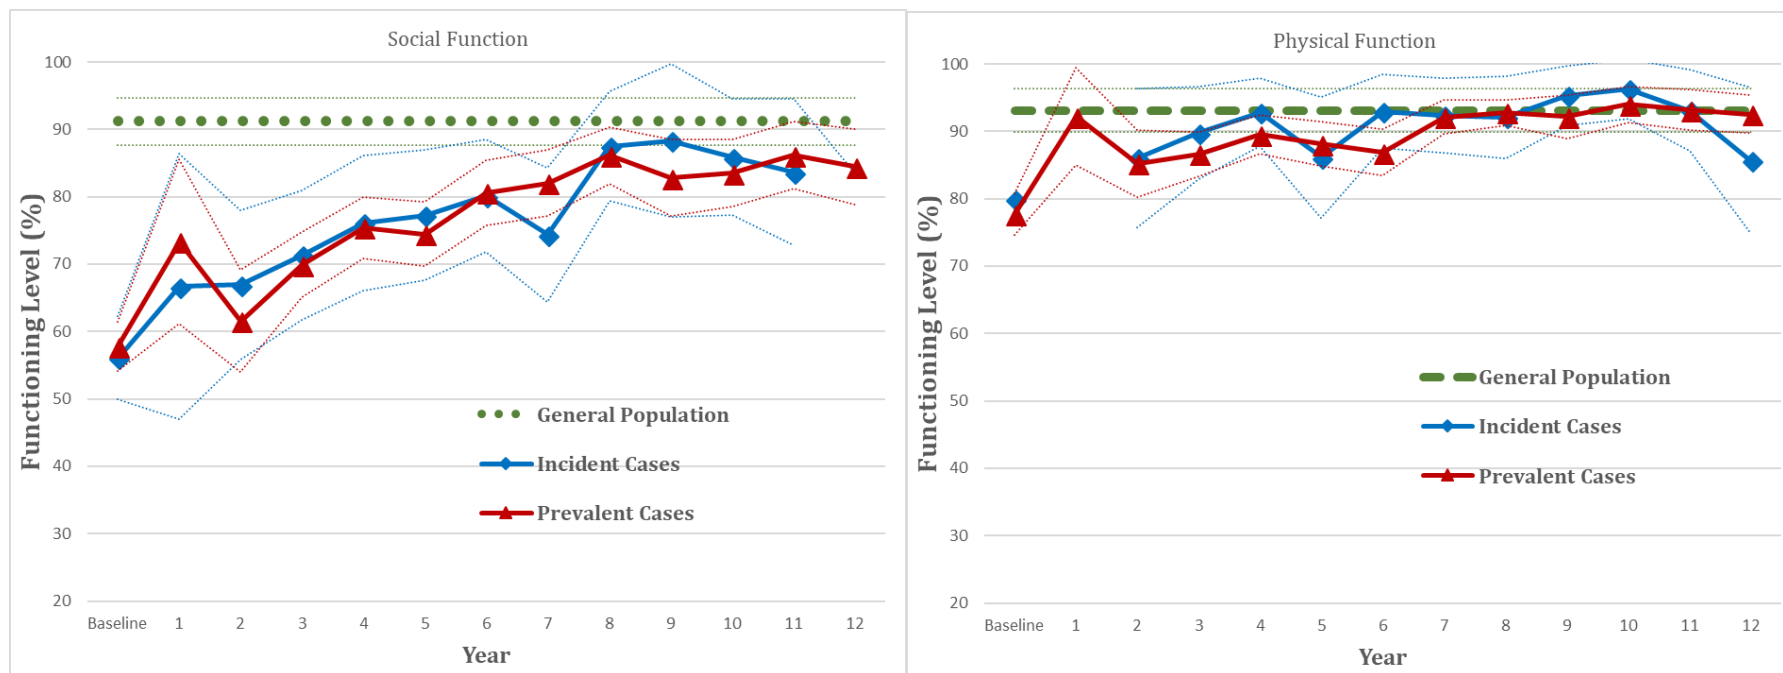 Social Function
Functioning Level (%)
100
90
80
70
60
50
40
30
20
General Population
Incident Cases
Prevalent Cases
Baseline 1 2 3 4 5 6 7 8 9 10 11 12
Year
Physical Function
Functioning Level (%)
100
90
80
70
60
50
40
30
20
General Population
Incident Cases
Prevalent Cases
Baseline 1 2 3 4 5 6 7 8 9 10 11 12
Year